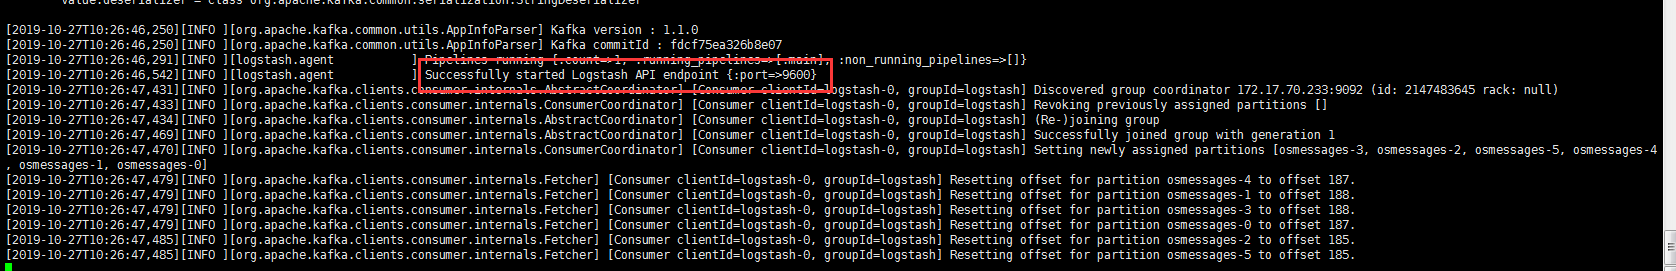 value.deserializer = class org.apache.kafka.common.serialization.StringDeserializer
[2019-10-27T10:26:46,250][INFO ][org.apache.kafka.common.utils.AppInfoParser] Kafka version : 1.1.0
[2019-10-27T10:26:46,250][INFO ][org.apache.kafka.common.utils.AppInfoParser] Kafka commitId : fdcf75ea326b8e07
[2019-10-27T10:26:46,291][INFO ][logstash.agent           ] Pipelines running {:count=>1, :running_pipelines=>[:main], :non_running_pipelines=>[]}
[2019-10-27T10:26:46,542][INFO ][logstash.agent           ] Successfully started Logstash API endpoint {:port=>9600}
[2019-10-27T10:26:47,431][INFO ][org.apache.kafka.clients.consumer.internals.AbstractCoordinator] [Consumer clientId=logstash-0, groupId=logstash] Discovered group coordinator 172.17.70.233:9092 (id: 2147483645 rack: null)
[2019-10-27T10:26:47,433][INFO ][org.apache.kafka.clients.consumer.internals.ConsumerCoordinator] [Consumer clientId=logstash-0, groupId=logstash] Revoking previously assigned partitions []
[2019-10-27T10:26:47,434][INFO ][org.apache.kafka.clients.consumer.internals.AbstractCoordinator] [Consumer clientId=logstash-0, groupId=logstash] (Re-)joining group
[2019-10-27T10:26:47,469][INFO ][org.apache.kafka.clients.consumer.internals.AbstractCoordinator] [Consumer clientId=logstash-0, groupId=logstash] Successfully joined group with generation 1
[2019-10-27T10:26:47,470][INFO ][org.apache.kafka.clients.consumer.internals.ConsumerCoordinator] [Consumer clientId=logstash-0, groupId=logstash] Setting newly assigned partitions [osmessages-3, osmessages-2, osmessages-5, osmessages-4
, osmessages-1, osmessages-0]
[2019-10-27T10:26:47,479][INFO ][org.apache.kafka.clients.consumer.internals.Fetcher] [Consumer clientId=logstash-0, groupId=logstash] Resetting offset for partition osmessages-4 to offset 187.
[2019-10-27T10:26:47,479][INFO ][org.apache.kafka.clients.consumer.internals.Fetcher] [Consumer clientId=logstash-0, groupId=logstash] Resetting offset for partition osmessages-1 to offset 188.
[2019-10-27T10:26:47,479][INFO ][org.apache.kafka.clients.consumer.internals.Fetcher] [Consumer clientId=logstash-0, groupId=logstash] Resetting offset for partition osmessages-3 to offset 188.
[2019-10-27T10:26:47,479][INFO ][org.apache.kafka.clients.consumer.internals.Fetcher] [Consumer clientId=logstash-0, groupId=logstash] Resetting offset for partition osmessages-0 to offset 187.
[2019-10-27T10:26:47,485][INFO ][org.apache.kafka.clients.consumer.internals.Fetcher] [Consumer clientId=logstash-0, groupId=logstash] Resetting offset for partition osmessages-2 to offset 185.
[2019-10-27T10:26:47,485][INFO ][org.apache.kafka.clients.consumer.internals.Fetcher] [Consumer clientId=logstash-0, groupId=logstash] Resetting offset for partition osmessages-5 to offset 185.